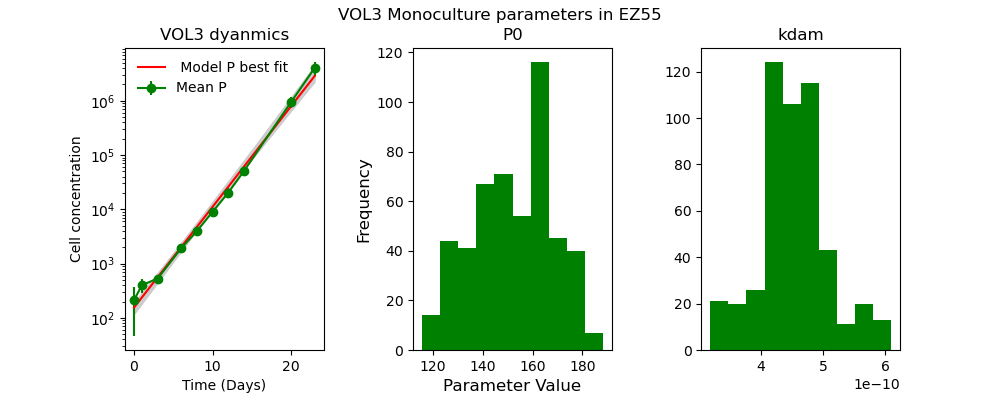 VOL3 Monoculture parameters in EZ55
VOL3 dyanmics
P0
kdam
Model P best fit
Mean P
Cell concentration
10^6
10^5
10^4
10^3
10^2
0 10 20
Time (Days)
Frequency
120
100
80
60
40
20
0
120 140 160 180
Parameter Value
120
100
80
60
40
20
0
4 5 6
1e−10